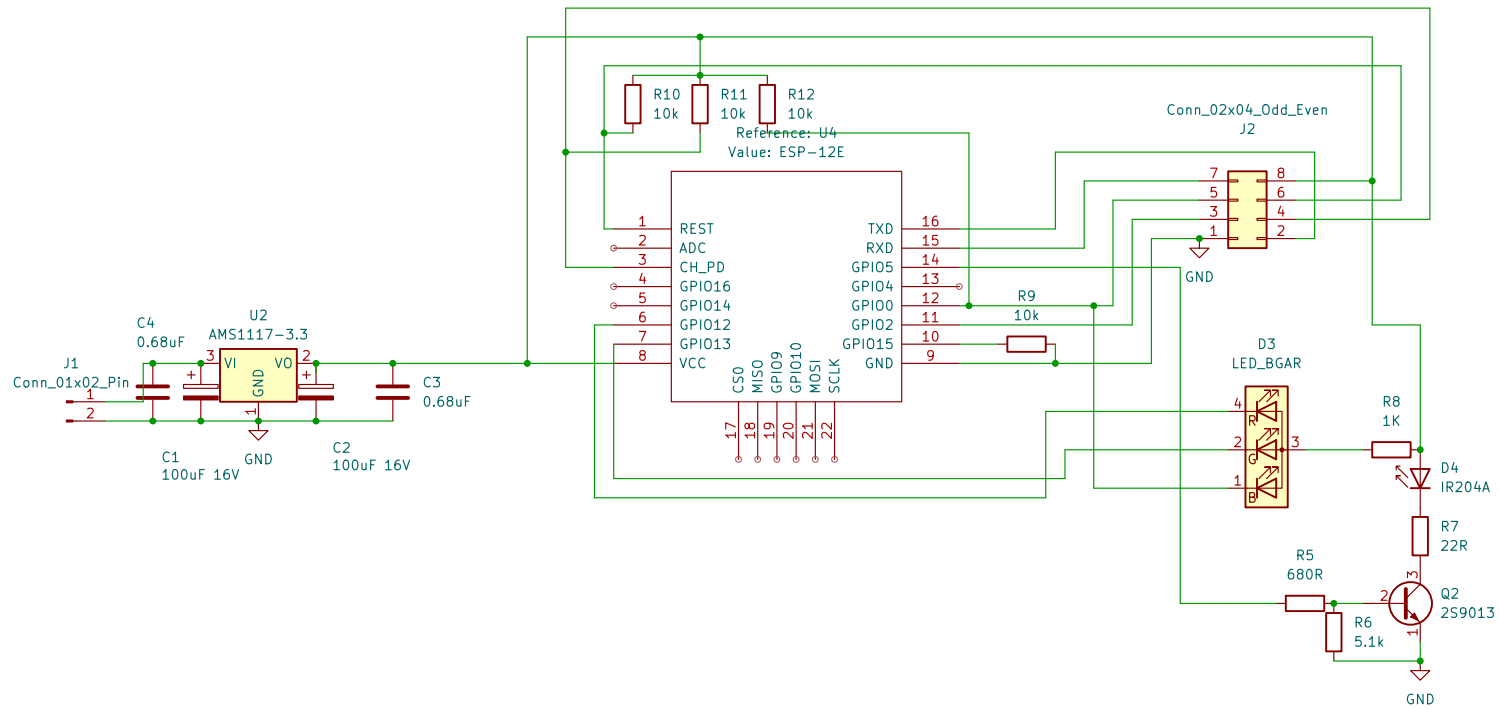 Conn_02x04_Odd_Even
J2
R10
10k
R11
10k
R12
10k
Reference: U4
Value: ESP-12E
7
8
5
6
3
4
1
2
GND
1
REST
2
ADC
3
CH_PD
4
GPIO16
5
GPIO14
6
GPIO12
7
GPIO13
8
VCC
TXD
16
RXD
15
GPIO5
14
GPIO4
13
GPIO0
12
GPIO2
11
GPIO15
10
GND
9
CS0
MISO
GPIO9
GPIO10
MOSI
SCLK
17
18
19
20
21
22
R9
10k
C4
0.68uF
U2
AMS1117-3.3
3
VI
VO
2
GND
1
+
+
J1
Conn_01x02_Pin
1
2
C3
0.68uF
C1
100uF 16V
GND
C2
100uF 16V
D3
LED_BGAR
4
R
2
G
3
1
B
R8
1K
D4
IR204A
R7
22R
R5
680R
3
2
1
Q2
2S9013
R6
5.1k
GND